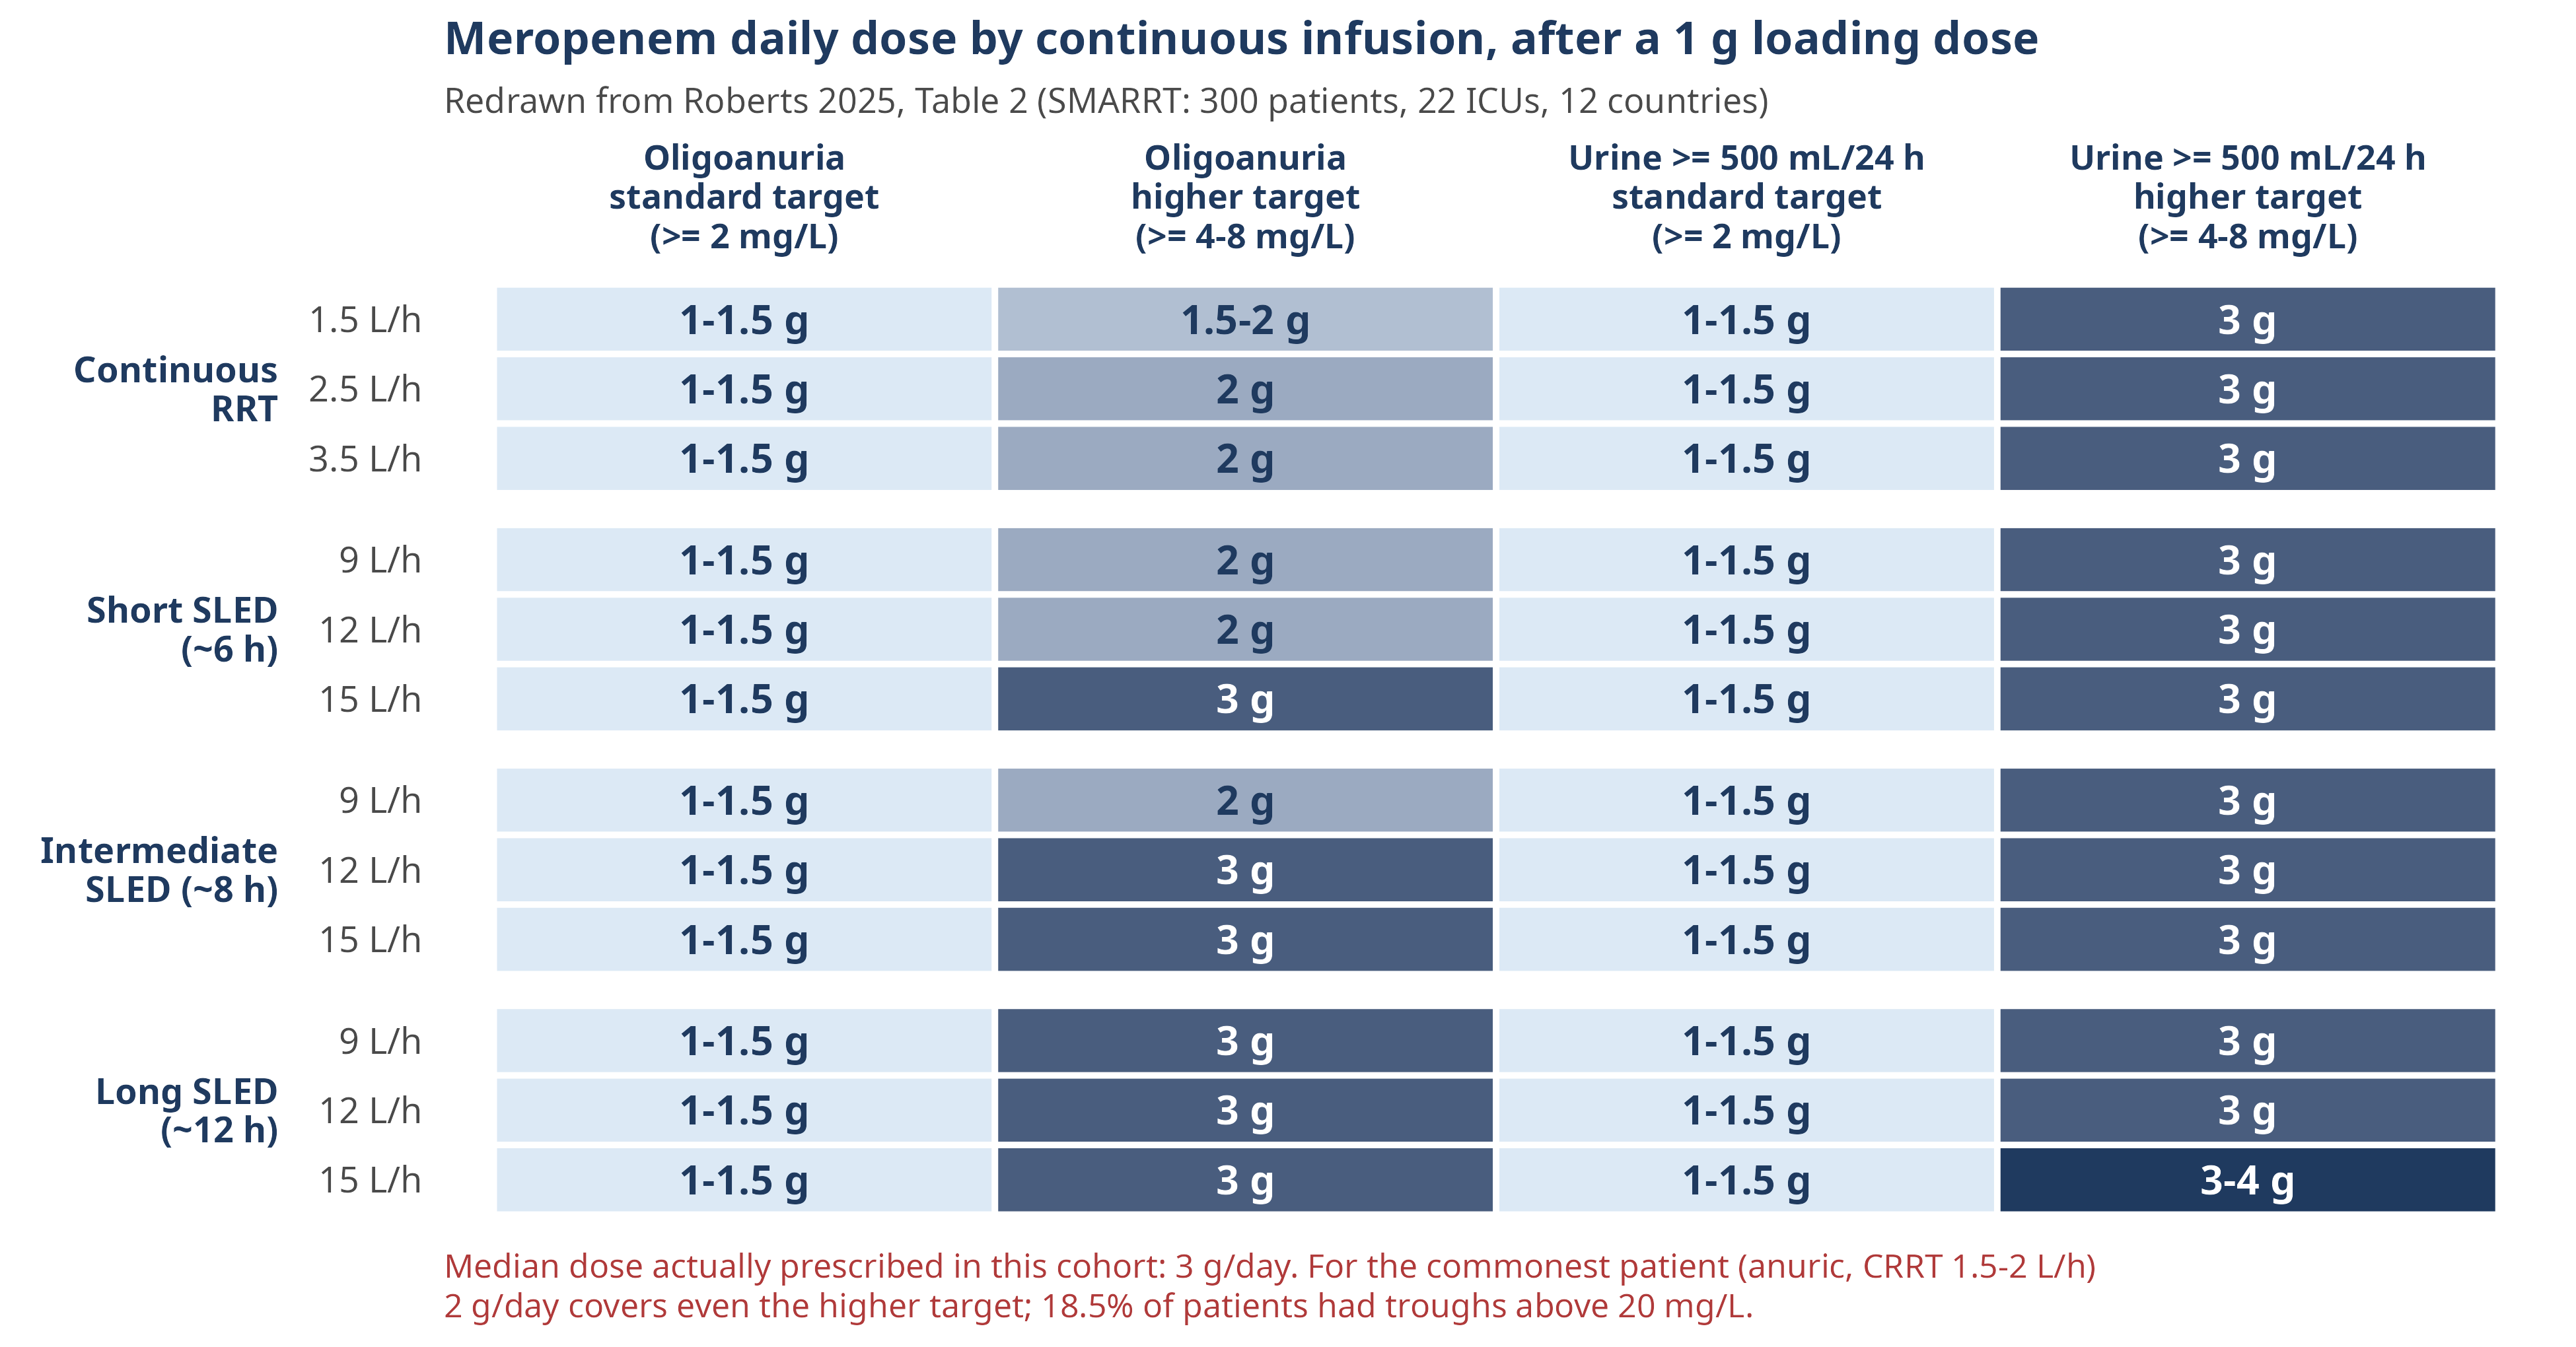 Meropenem daily dose by continuous infusion, after a 1 g loading dose
Redrawn from Roberts 2025, Table 2 (SMARRT: 300 patients, 22 ICUs, 12 countries)
Oligoanuria
standard target
(>= 2 mg/L)
Oligoanuria
higher target
(>= 4-8 mg/L)
Urine >= 500 mL/24 h
standard target
(>= 2 mg/L)
Urine >= 500 mL/24 h
higher target
(>= 4-8 mg/L)
Continuous
RRT
1.5 L/h 1-1.5 g 1.5-2 g 1-1.5 g 3 g
2.5 L/h 1-1.5 g 2 g 1-1.5 g 3 g
3.5 L/h 1-1.5 g 2 g 1-1.5 g 3 g
Short SLED
(~6 h)
9 L/h 1-1.5 g 2 g 1-1.5 g 3 g
12 L/h 1-1.5 g 2 g 1-1.5 g 3 g
15 L/h 1-1.5 g 3 g 1-1.5 g 3 g
Intermediate
SLED (~8 h)
9 L/h 1-1.5 g 2 g 1-1.5 g 3 g
12 L/h 1-1.5 g 3 g 1-1.5 g 3 g
15 L/h 1-1.5 g 3 g 1-1.5 g 3 g
Long SLED
(~12 h)
9 L/h 1-1.5 g 3 g 1-1.5 g 3 g
12 L/h 1-1.5 g 3 g 1-1.5 g 3 g
15 L/h 1-1.5 g 3 g 1-1.5 g 3-4 g
Median dose actually prescribed in this cohort: 3 g/day. For the commonest patient (anuric, CRRT 1.5-2 L/h)
2 g/day covers even the higher target; 18.5% of patients had troughs above 20 mg/L.